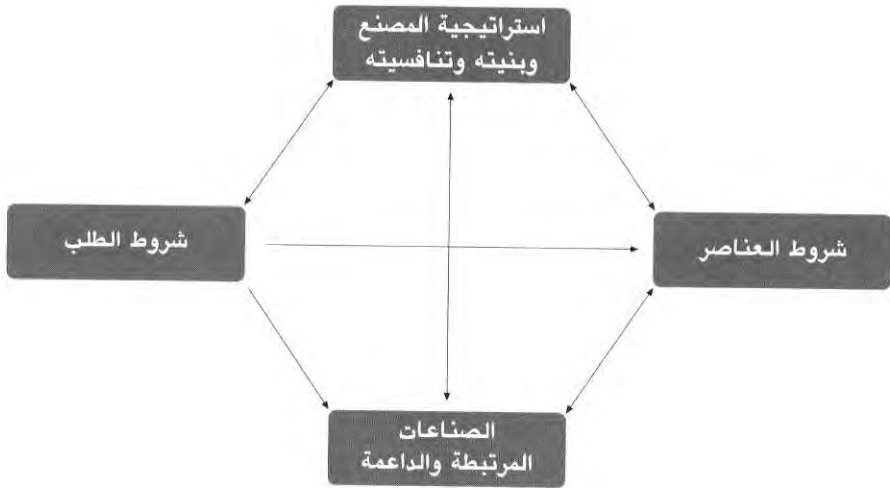 استراتيجية المصنع
وبنيته وتنافسيته
شروط العناصر
شروط الطلب
الصناعات
المرتبطة والداعمة